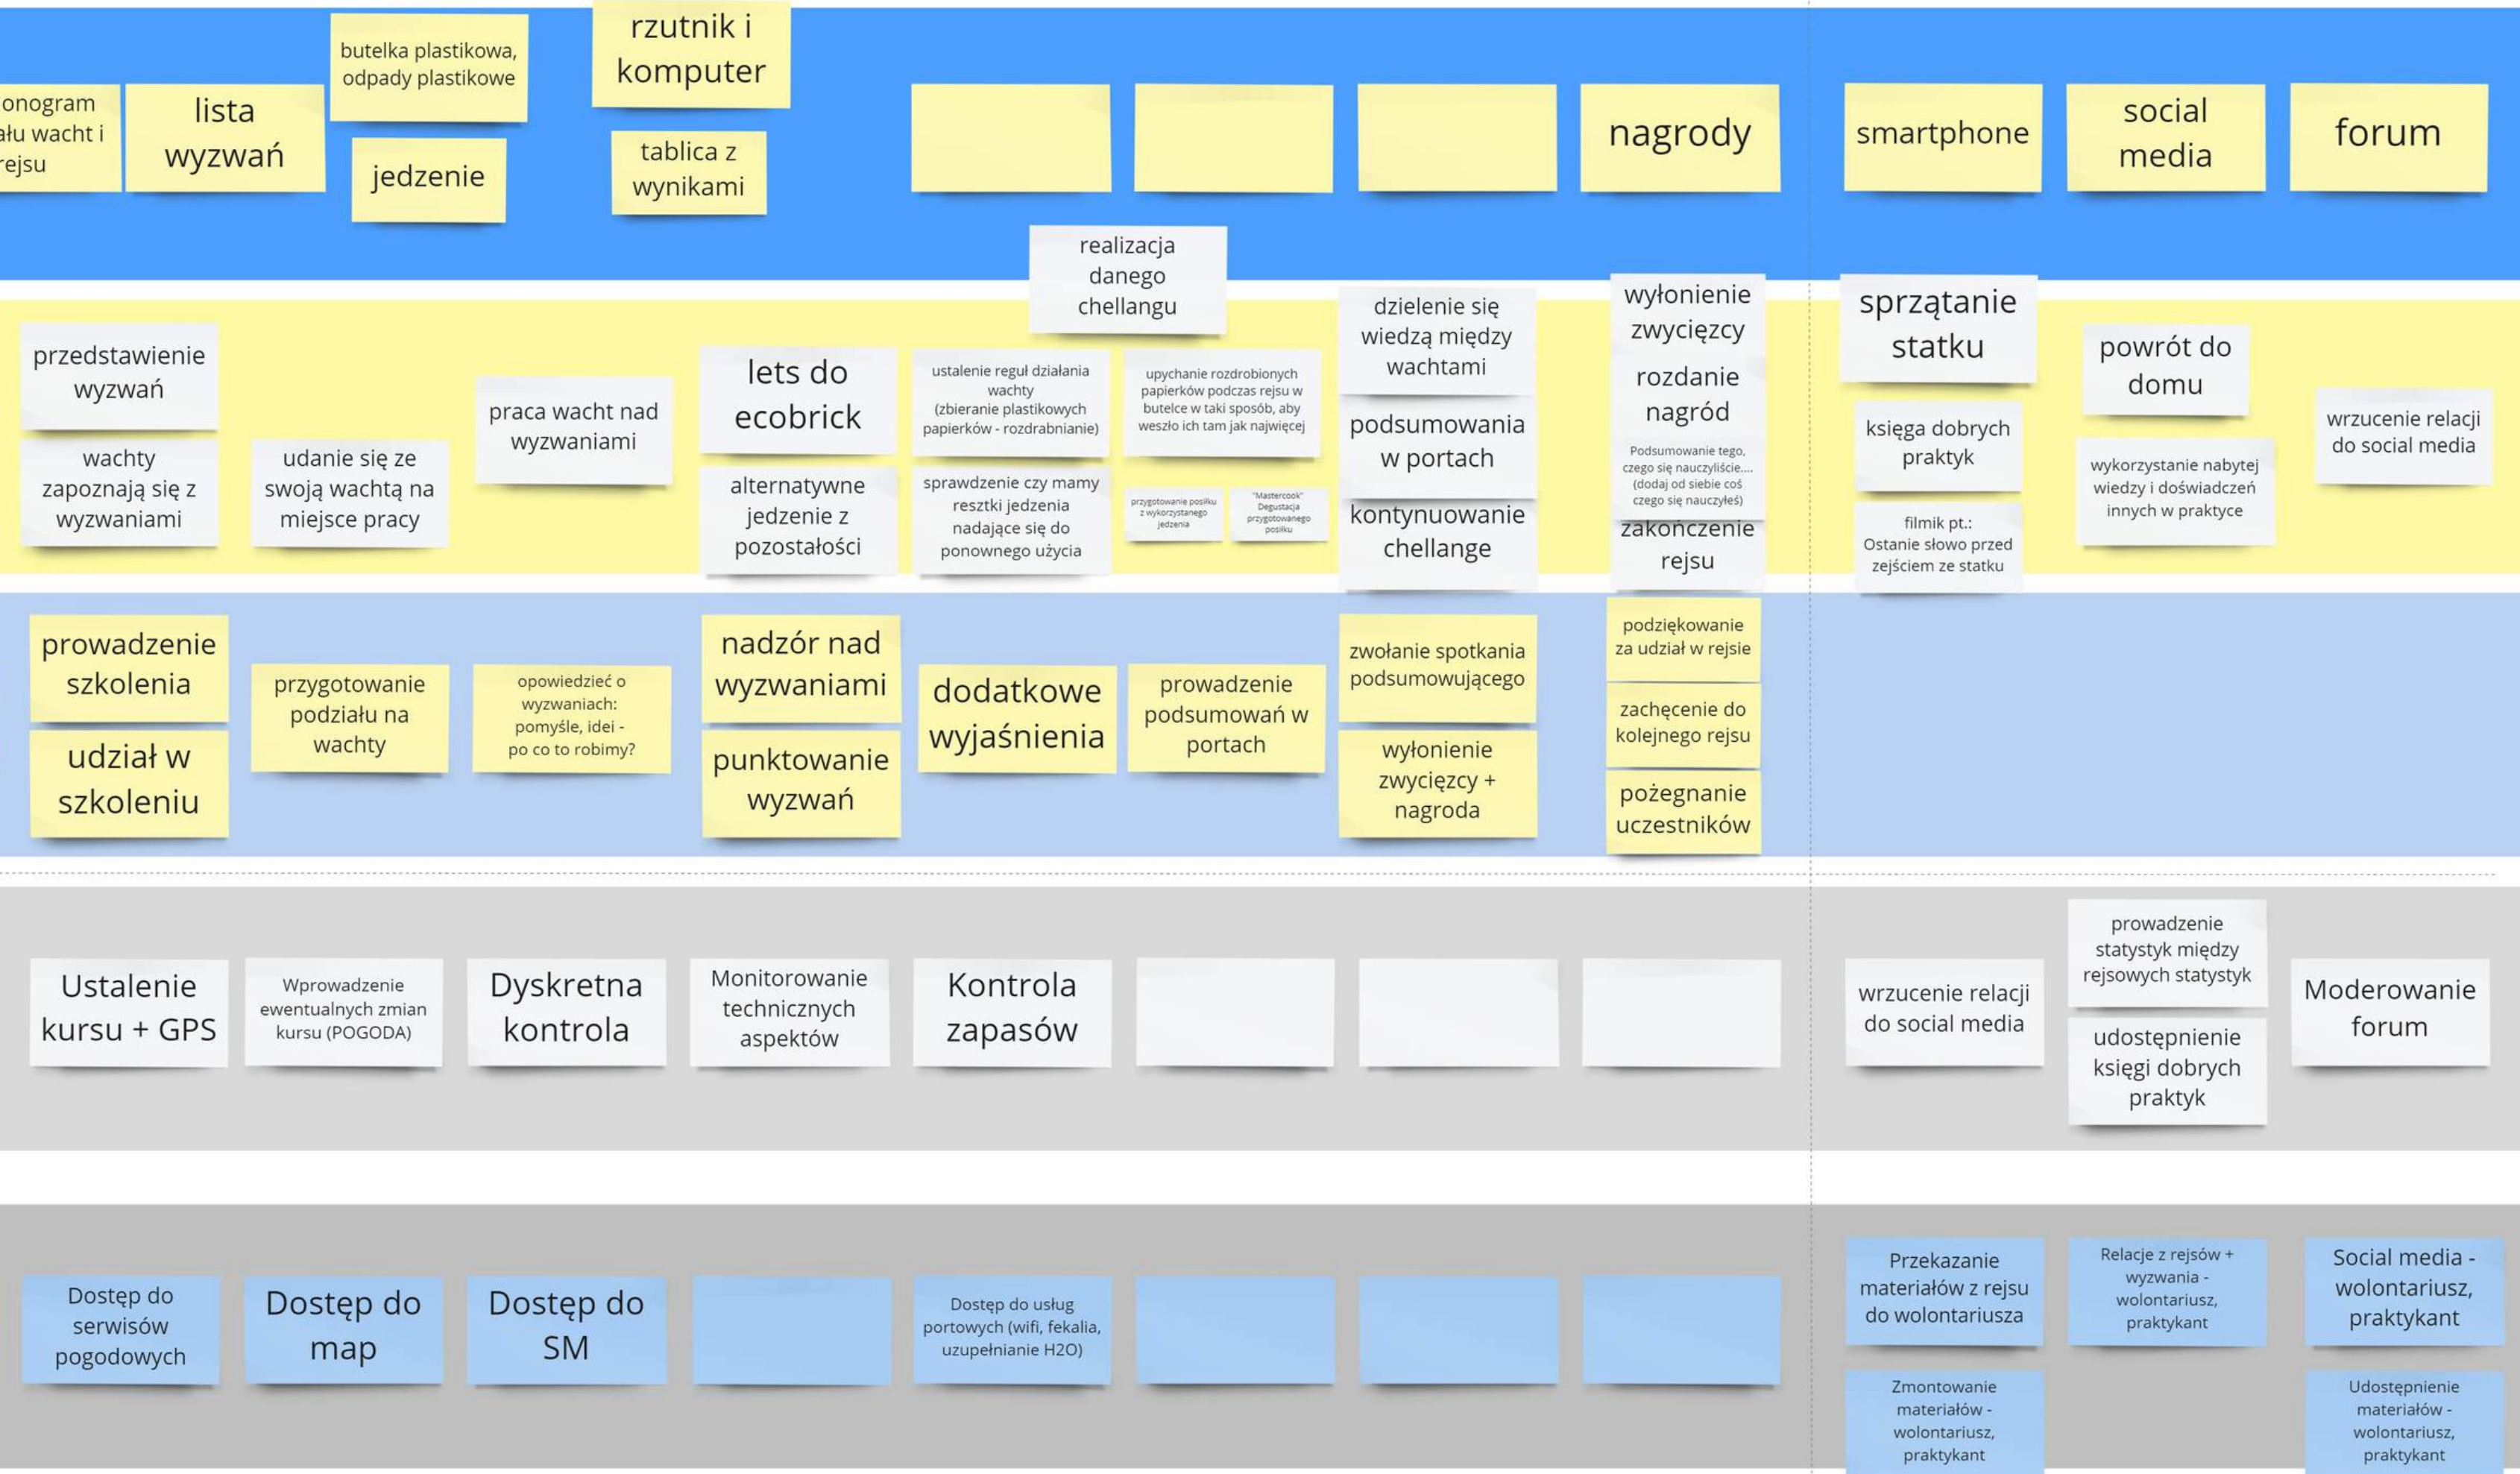 onogram
ału wacht i
rejsu
lista
wyzwań
butelka plastikowa,
odpady plastikowe
jedzenie
rzutnik i
komputer
tablica z
wynikami
nagrody
smartphone
social
media
forum
realizacja
danego
chellangu
przedstawienie
wyzwań
wachty
zapoznają się z
wyzwaniami
udanie się ze
swoją wachtą na
miejsce pracy
praca wacht nad
wyzwaniami
lets do
ecobrick
alternatywne
jedzenie z
pozostałości
ustalenie reguł działania
wachty
(zbieranie plastikowych
papierków - rozdrabnianie)
sprawdzenie czy mamy
resztki jedzenia
nadające się do
ponownego użycia
upychanie rozdrobionych
papierków podczas rejsu w
butelce w taki sposób, aby
weszło ich tam jak najwięcej
przygotowanie posiłku
z wykorzystanego
jedzenia
"Mastercook"
Degustacja
przygotowanego
posiłku
dzielenie się
wiedzą między
wachtami
podsumowania
w portach
kontynuowanie
chellange
wyłonienie
zwycięzcy
rozdanie
nagród
Podsumowanie tego,
czego się nauczyliście....
(dodaj od siebie coś
czego się nauczyłeś)
zakończenie
rejsu
sprzątanie
statku
księga dobrych
praktyk
filmik pt.:
Ostanie słowo przed
zejściem ze statku
powrót do
domu
wykorzystanie nabytej
wiedzy i doświadczeń
innych w praktyce
wrzucenie relacji
do social media
prowadzenie
szkolenia
udział w
szkoleniu
przygotowanie
podziału na
wachty
opowiedzieć o
wyzwaniach:
pomyśle, idei -
po co to robimy?
nadzór nad
wyzwaniami
punktowanie
wyzwań
dodatkowe
wyjaśnienia
prowadzenie
podsumowań w
portach
zwołanie spotkania
podsumowującego
wyłonienie
zwycięzcy +
nagroda
podziękowanie
za udział w rejsie
zachęcenie do
kolejnego rejsu
pożegnanie
uczestników
Ustalenie
kursu + GPS
Wprowadzenie
ewentualnych zmian
kursu (POGODA)
Dyskretna
kontrola
Monitorowanie
technicznych
aspektów
Kontrola
zapasów
wrzucenie relacji
do social media
prowadzenie
statystyk między
rejsowych statystyk
udostępnienie
księgi dobrych
praktyk
Moderowanie
forum
Dostęp do
serwisów
pogodowych
Dostęp do
map
Dostęp do
SM
Dostęp do usług
portowych (wifi, fekalia,
uzupełnianie H2O)
Przekazanie
materiałów z rejsu
do wolontariusza
Zmontowanie
materiałów -
wolontariusz,
praktykant
Relacje z rejsów +
wyzwania -
wolontariusz,
praktykant
Social media -
wolontariusz,
praktykant
Udostępnienie
materiałów -
wolontariusz,
praktykant